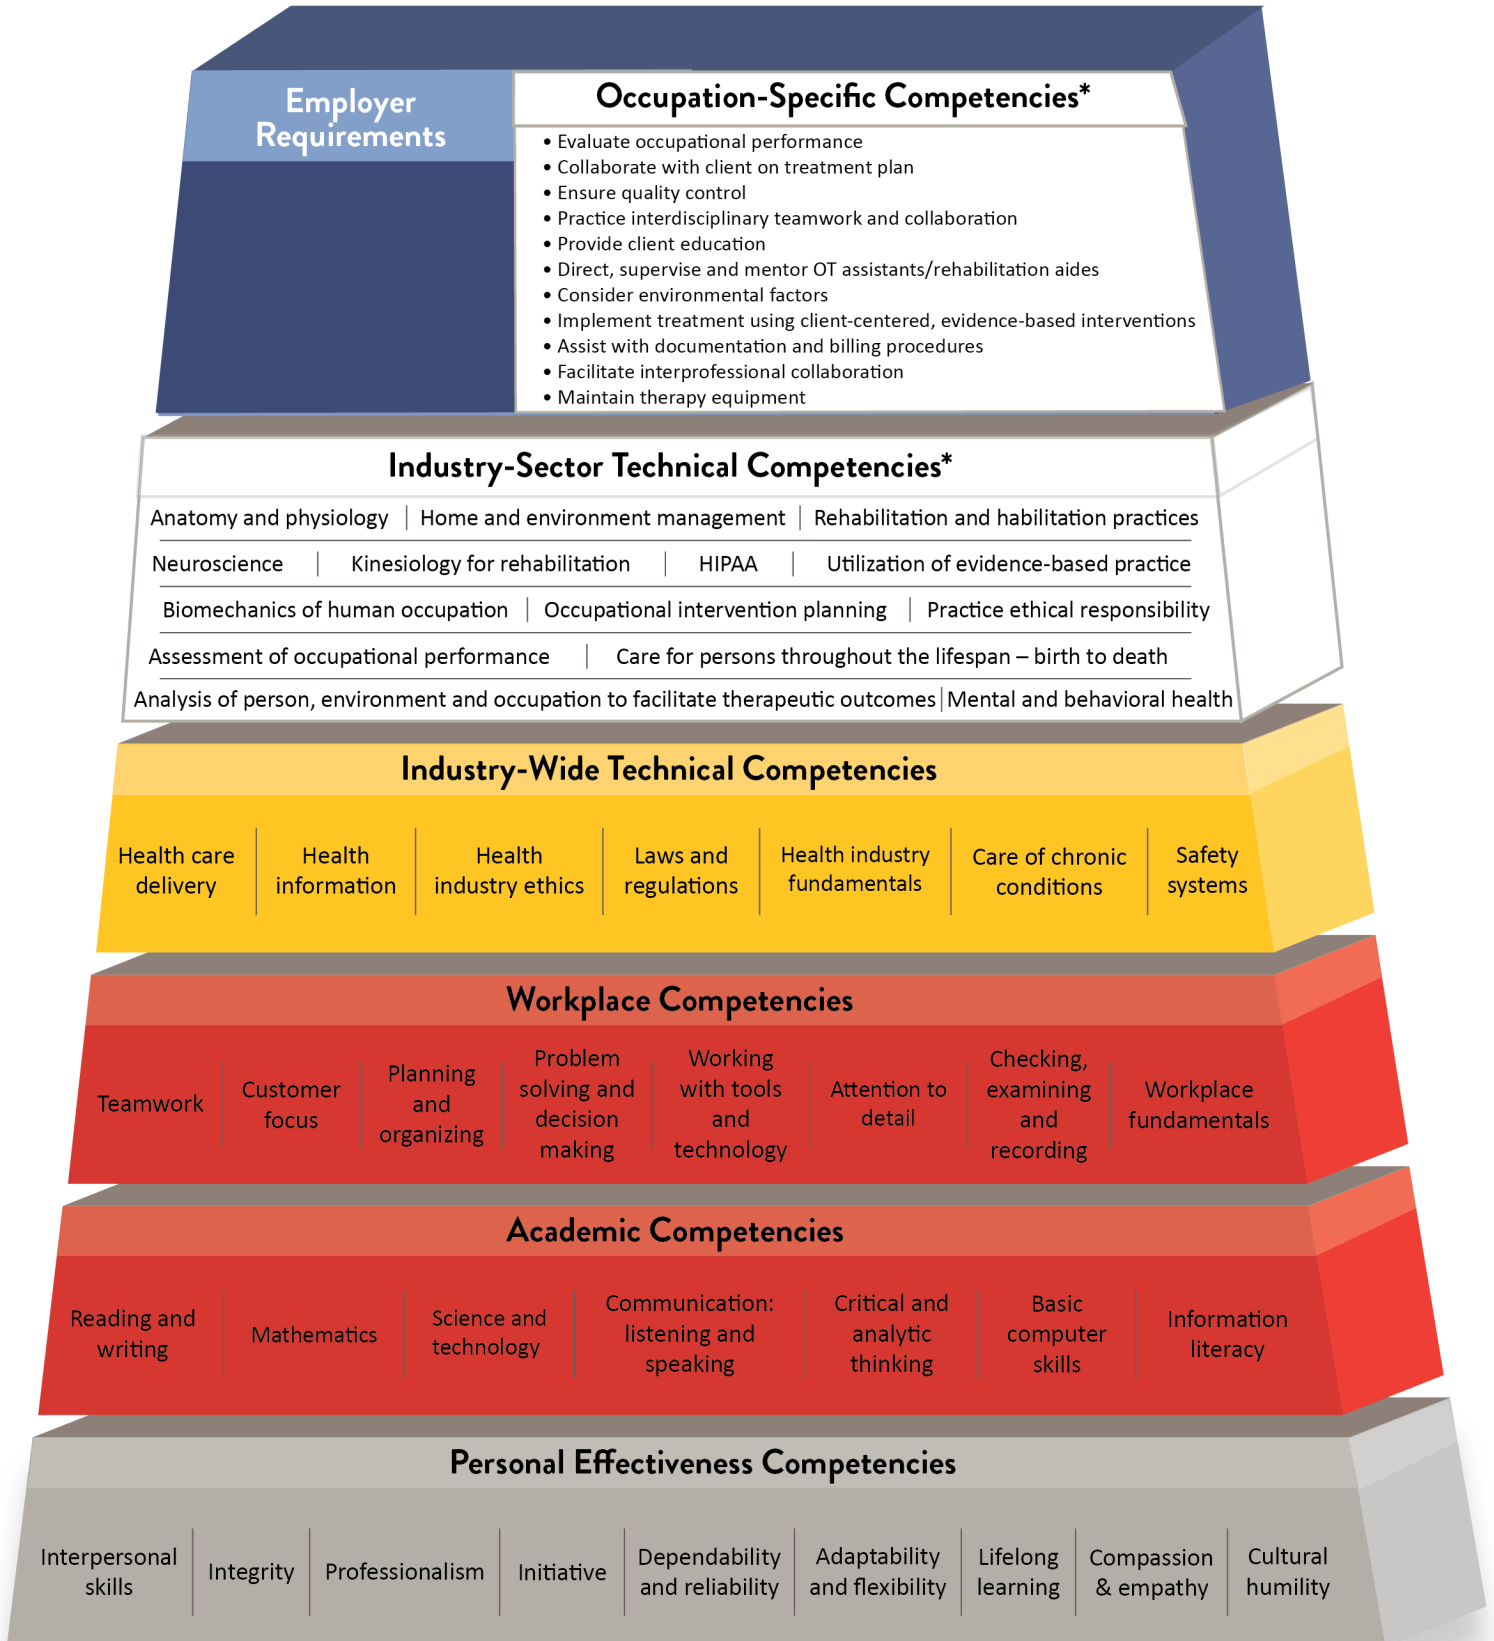 Employer
Requirements
Occupation-Specific Competencies*
• Evaluate occupational performance
• Collaborate with client on treatment plan
• Ensure quality control
• Practice interdisciplinary teamwork and collaboration
• Provide client education
• Direct, supervise and mentor OT assistants/rehabilitation aides
• Consider environmental factors
• Implement treatment using client-centered, evidence-based interventions
• Assist with documentation and billing procedures
• Facilitate interprofessional collaboration
• Maintain therapy equipment
Industry-Sector Technical Competencies*
Anatomy and physiology | Home and environment management | Rehabilitation and habilitation practices
Neuroscience | Kinesiology for rehabilitation | HIPAA | Utilization of evidence-based practice
Biomechanics of human occupation | Occupational intervention planning | Practice ethical responsibility
Assessment of occupational performance | Care for persons throughout the lifespan – birth to death
Analysis of person, environment and occupation to facilitate therapeutic outcomes | Mental and behavioral health
Industry-Wide Technical Competencies
Health care
delivery
Health
information
Health
industry ethics
Laws and
regulations
Health industry
fundamentals
Care of chronic
conditions
Safety
systems
Workplace Competencies
Teamwork
Customer
focus
Planning
and
organizing
Problem
solving and
decision
making
Working
with tools
and
technology
Attention to
detail
Checking,
examining
and
recording
Workplace
fundamentals
Academic Competencies
Reading and
writing
Mathematics
Science and
technology
Communication:
listening and
speaking
Critical and
analytic
thinking
Basic
computer
skills
Information
literacy
Personal Effectiveness Competencies
Interpersonal
skills
Integrity
Professionalism
Initiative
Dependability
and reliability
Adaptability
and flexibility
Lifelong
learning
Compassion
& empathy
Cultural
humility